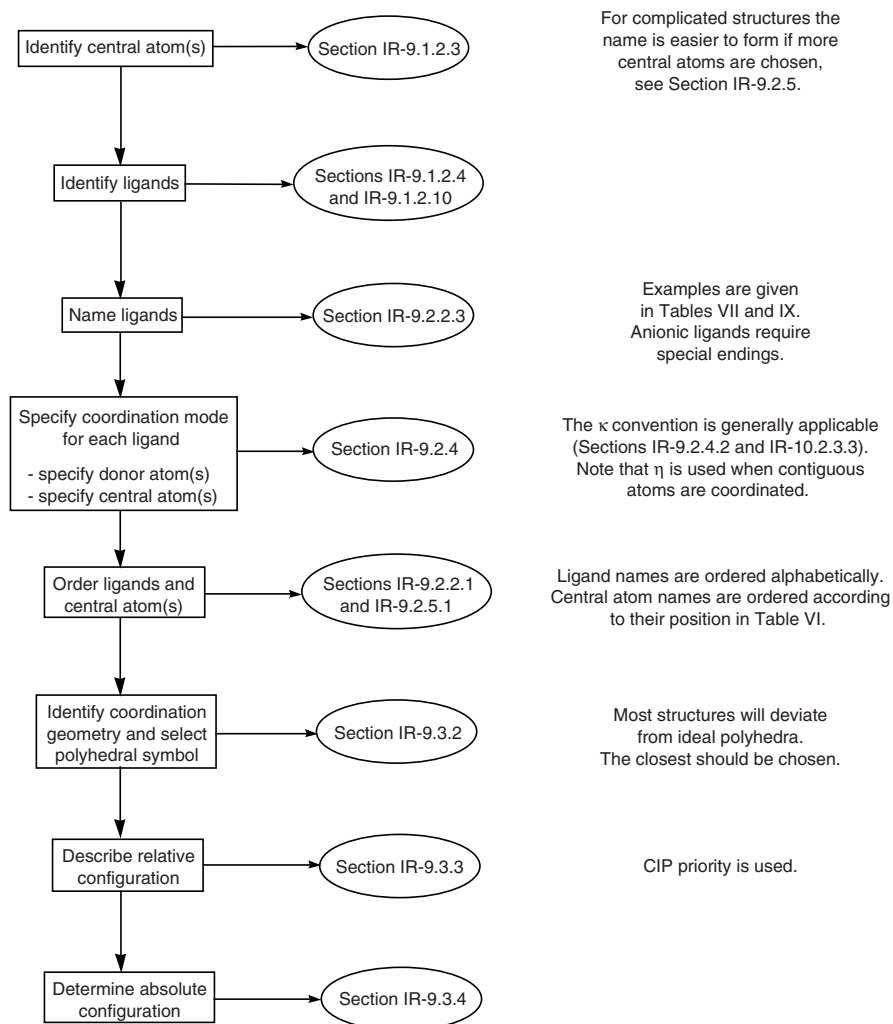 Identify central atom(s)
Section IR-9.1.2.3
For complicated structures the
name is easier to form if more
central atoms are chosen,
see Section IR-9.2.5.
Identify ligands
Sections IR-9.1.2.4
and IR-9.1.2.10
Name ligands
Section IR-9.2.2.3
Examples are given
in Tables VII and IX.
Anionic ligands require
special endings.
Specify coordination mode
for each ligand
- specify donor atom(s)
- specify central atom(s)
Section IR-9.2.4
The κ convention is generally applicable
(Sections IR-9.2.4.2 and IR-10.2.3.3).
Note that η is used when contiguous
atoms are coordinated.
Order ligands and
central atom(s)
Sections IR-9.2.2.1
and IR-9.2.5.1
Ligand names are ordered alphabetically.
Central atom names are ordered according
to their position in Table VI.
Identify coordination
geometry and select
polyhedral symbol
Section IR-9.3.2
Most structures will deviate
from ideal polyhedra.
The closest should be chosen.
Describe relative
configuration
Section IR-9.3.3
CIP priority is used.
Determine absolute
configuration
Section IR-9.3.4